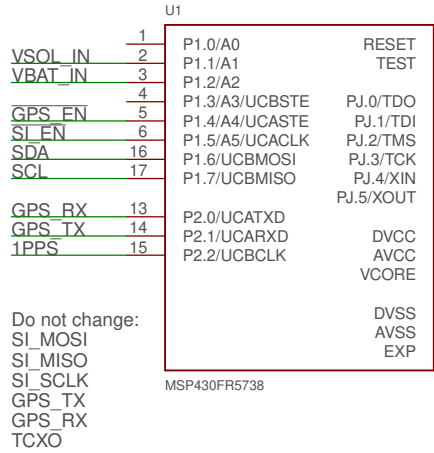 U1
1 P1.0/A0 RESET
VSOL_IN 2 P1.1/A1 TEST
VBAT_IN 3 P1.2/A2
4 P1.3/A3/UCBSTE PJ.0/TDO
GPS_EN 5 P1.4/A4/UCASTE PJ.1/TDI
SI_EN 6 P1.5/A5/UCACLK PJ.2/TMS
SDA 16 P1.6/UCBMOSI PJ.3/TCK
SCL 17 P1.7/UCBMISO PJ.4/XIN
PJ.5/XOUT
GPS_RX 13 P2.0/UCATXD
GPS_TX 14 P2.1/UCARXD DVCC
1PPS 15 P2.2/UCBCLK AVCC
VCORE
DVSS
Do not change: AVSS
SI_MOSI EXP
SI_MISO MSP430FR5738
SI_SCLK
GPS_TX
GPS_RX
TCXO